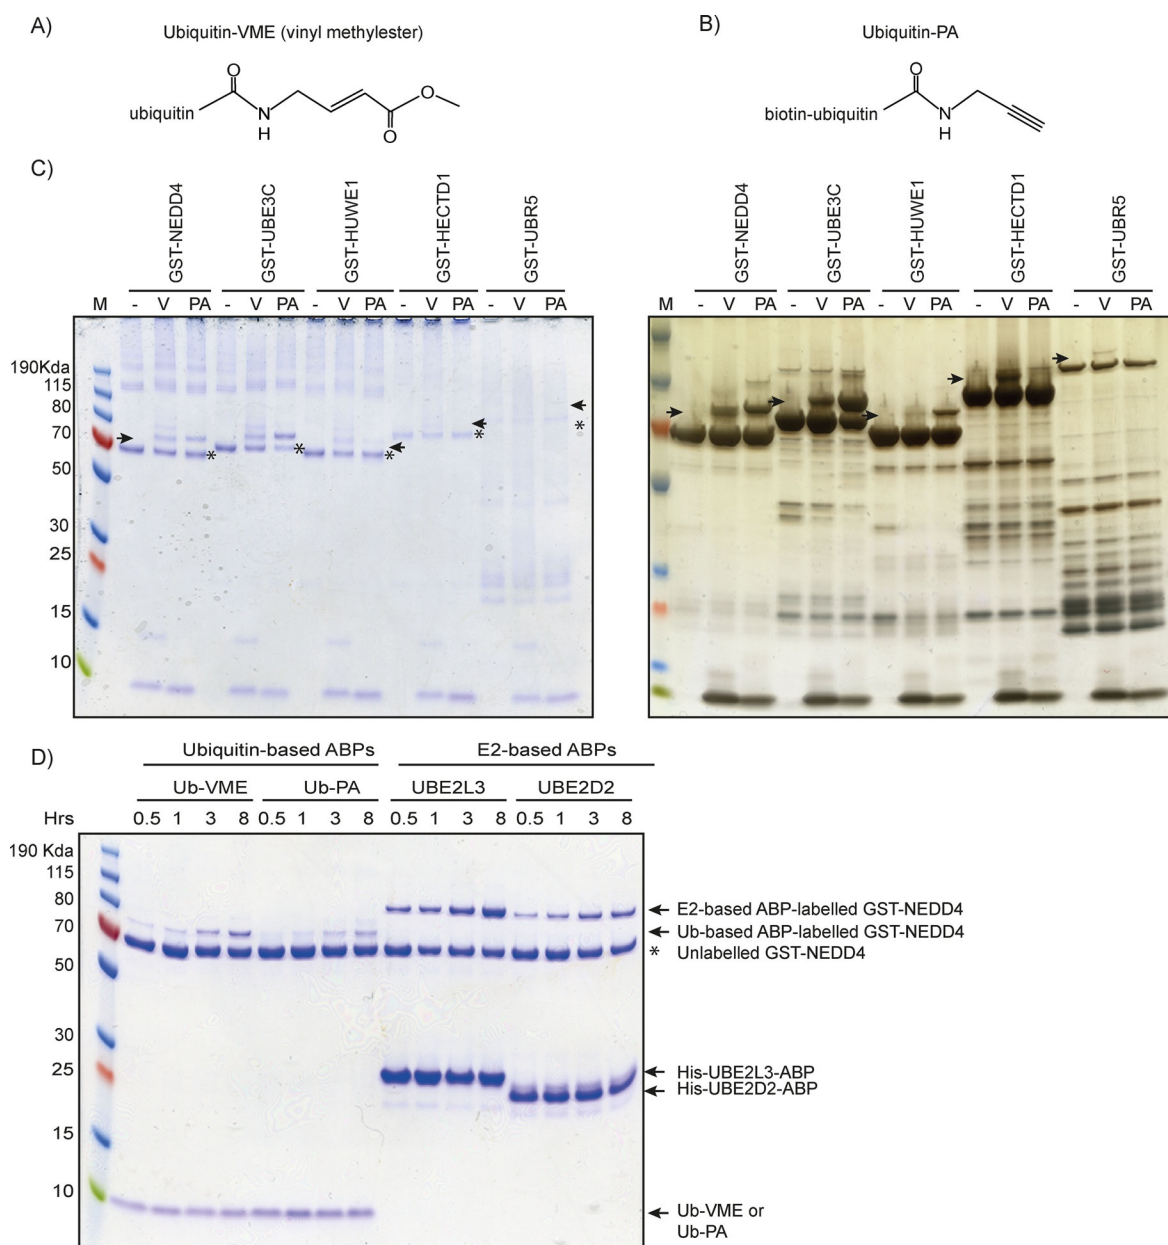 A)
Ubiquitin-VME (vinyl methylester)
ubiquitin
O
N
H
O
O
B)
Ubiquitin-PA
biotin-ubiquitin
O
N
H
C)
GST-NEDD4
GST-UBE3C
GST-HUWE1
GST-HECTD1
GST-UBR5
M - V PA - V PA - V PA - V PA - V PA
190Kda
115
80
70
50
30
25
15
10
*
*
*
*
*
GST-NEDD4
GST-UBE3C
GST-HUWE1
GST-HECTD1
GST-UBR5
M - V PA - V PA - V PA - V PA - V PA
D)
Ubiquitin-based ABPs
E2-based ABPs
Ub-VME
Ub-PA
UBE2L3
UBE2D2
Hrs 0.5 1 3 8 0.5 1 3 8 0.5 1 3 8 0.5 1 3 8
190 Kda
115
80
70
50
30
25
15
10
E2-based ABP-labelled GST-NEDD4
Ub-based ABP-labelled GST-NEDD4
* Unlabelled GST-NEDD4
His-UBE2L3-ABP
His-UBE2D2-ABP
Ub-VME or
Ub-PA